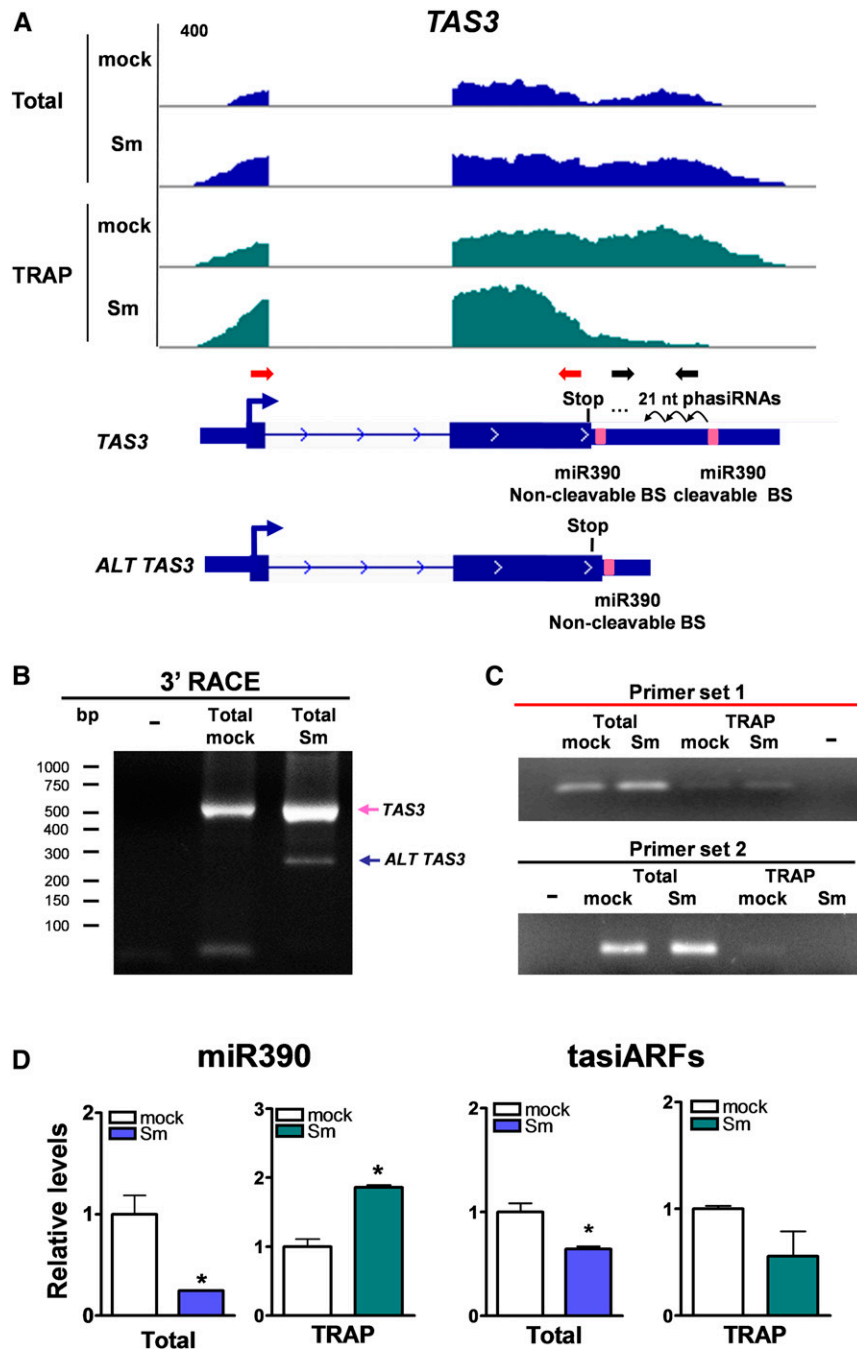 A
TAS3
400
Total
mock
Sm
TRAP
mock
Sm
Stop
... 21 nt phasiRNAs
TAS3
miR390 miR390
Non-cleavable BS cleavable BS
Stop
ALT TAS3
miR390
Non-cleavable BS
B
3' RACE
bp
– Total mock Total Sm
1000
750
500
400
300
200
150
100
TAS3
ALT TAS3
C
Primer set 1
Total TRAP
mock Sm mock Sm –
Primer set 2
Total TRAP
– mock Sm mock Sm
D
miR390 tasiARFs
Relative levels
2
1
0
mock
Sm
*
Total
3
2
1
0
mock
Sm
*
TRAP
2
1
0
mock
Sm
*
Total
2
1
0
mock
Sm
TRAP